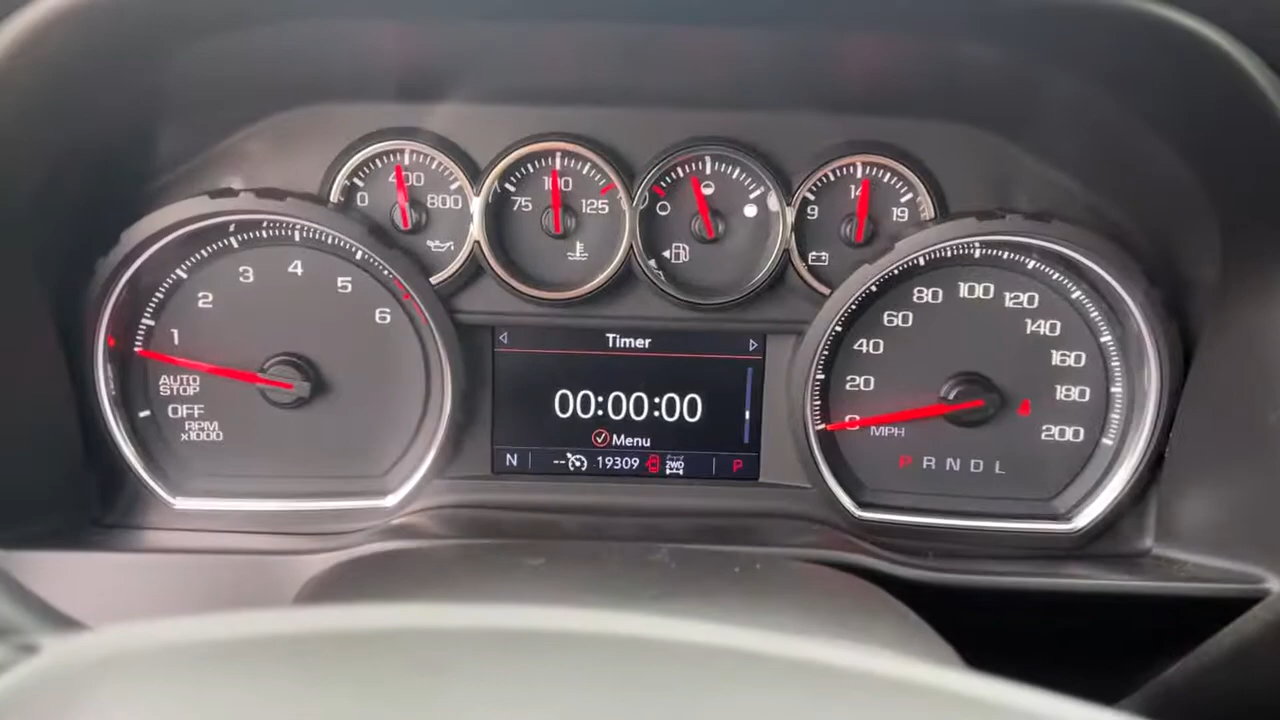 0 400 800
75 100 125
9 14 19
1 2 3 4 5 6
AUTO
STOP
OFF
RPM
x1000
Timer
00:00:00
Menu
N -- 19309 2WD P
0 20 40 60 80 100 120 140 160 180 200
MPH
P R N D L